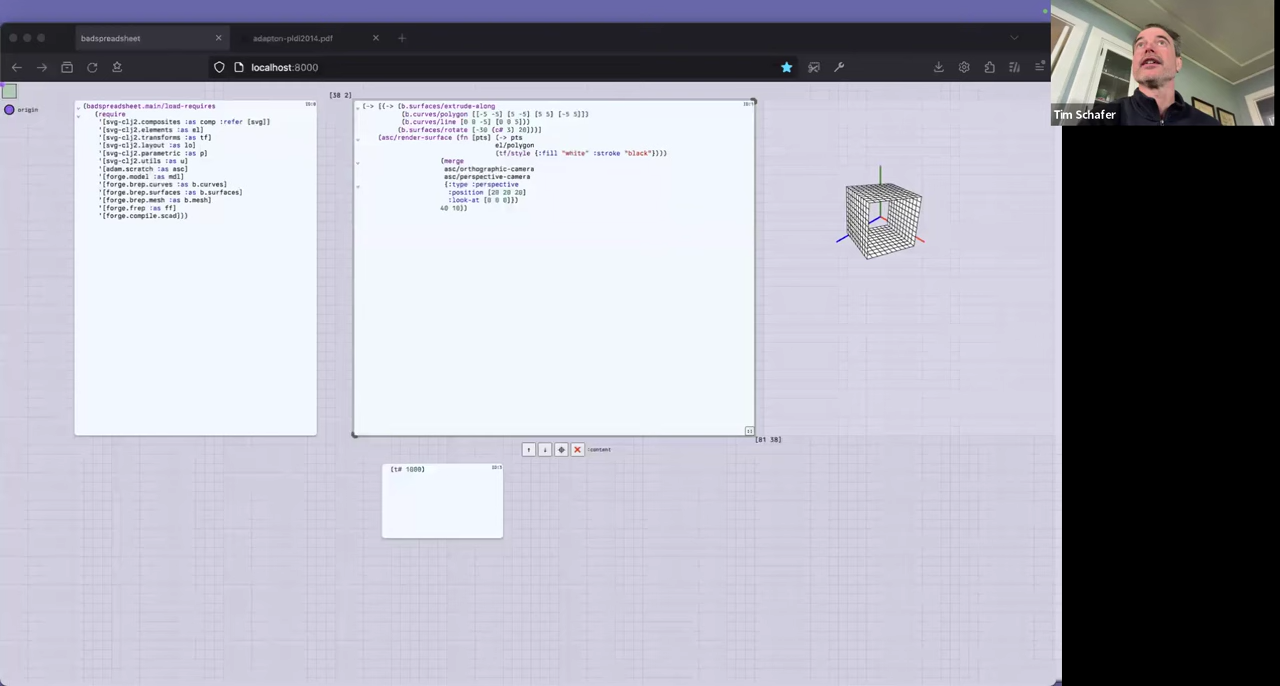 badspreadsheet
adapton-pldi2014.pdf
localhost:8000
Tim Schafer
origin
[38 2]
(badspreadsheet.main/load-requires
(require
'[svg-clj2.composites :as comp :refer [svg]]
'[svg-clj2.elements :as el]
'[svg-clj2.transforms :as tf]
'[svg-clj2.layout :as lo]
'[svg-clj2.parametric :as p]
'[svg-clj2.utils :as u]
'[adam.scratch :as asc]
'[forge.model :as mdl]
'[forge.brep.curves :as b.curves]
'[forge.brep.surfaces :as b.surfaces]
'[forge.brep.mesh :as b.mesh]
'[forge.frep :as ff]
'[forge.compile.scad]))
(-> [(-> (b.surfaces/extrude-along
(b.curves/polygon [[-5 -5] [5 -5] [5 5] [-5 5]])
(b.curves/line [0 0 -5] [0 0 5]))
(b.surfaces/rotate [-30 (c# 3) 20]))]
(asc/render-surface (fn [pts] (-> pts
el/polygon
(tf/style {:fill "white" :stroke "black"})))
(merge
asc/orthographic-camera
asc/perspective-camera
{:type :perspective
:position [20 20 20]
:look-at [0 0 0]})
40 10))
[81 38]
:content
(t# 1000)